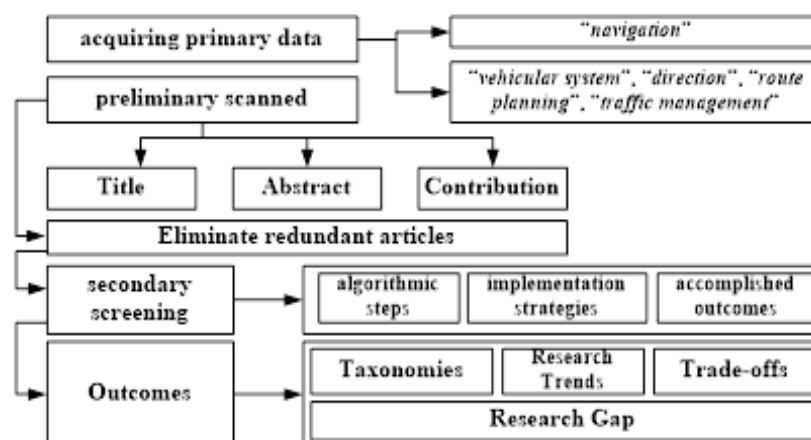 acquiring primary data
"navigation"
"vehicular system", "direction", "route
planning", "traffic management"
preliminary scanned
Title
Abstract
Contribution
Eliminate redundant articles
secondary
screening
algorithmic
steps
implementation
strategies
accomplished
outcomes
Outcomes
Taxonomies
Research
Trends
Trade-offs
Research Gap